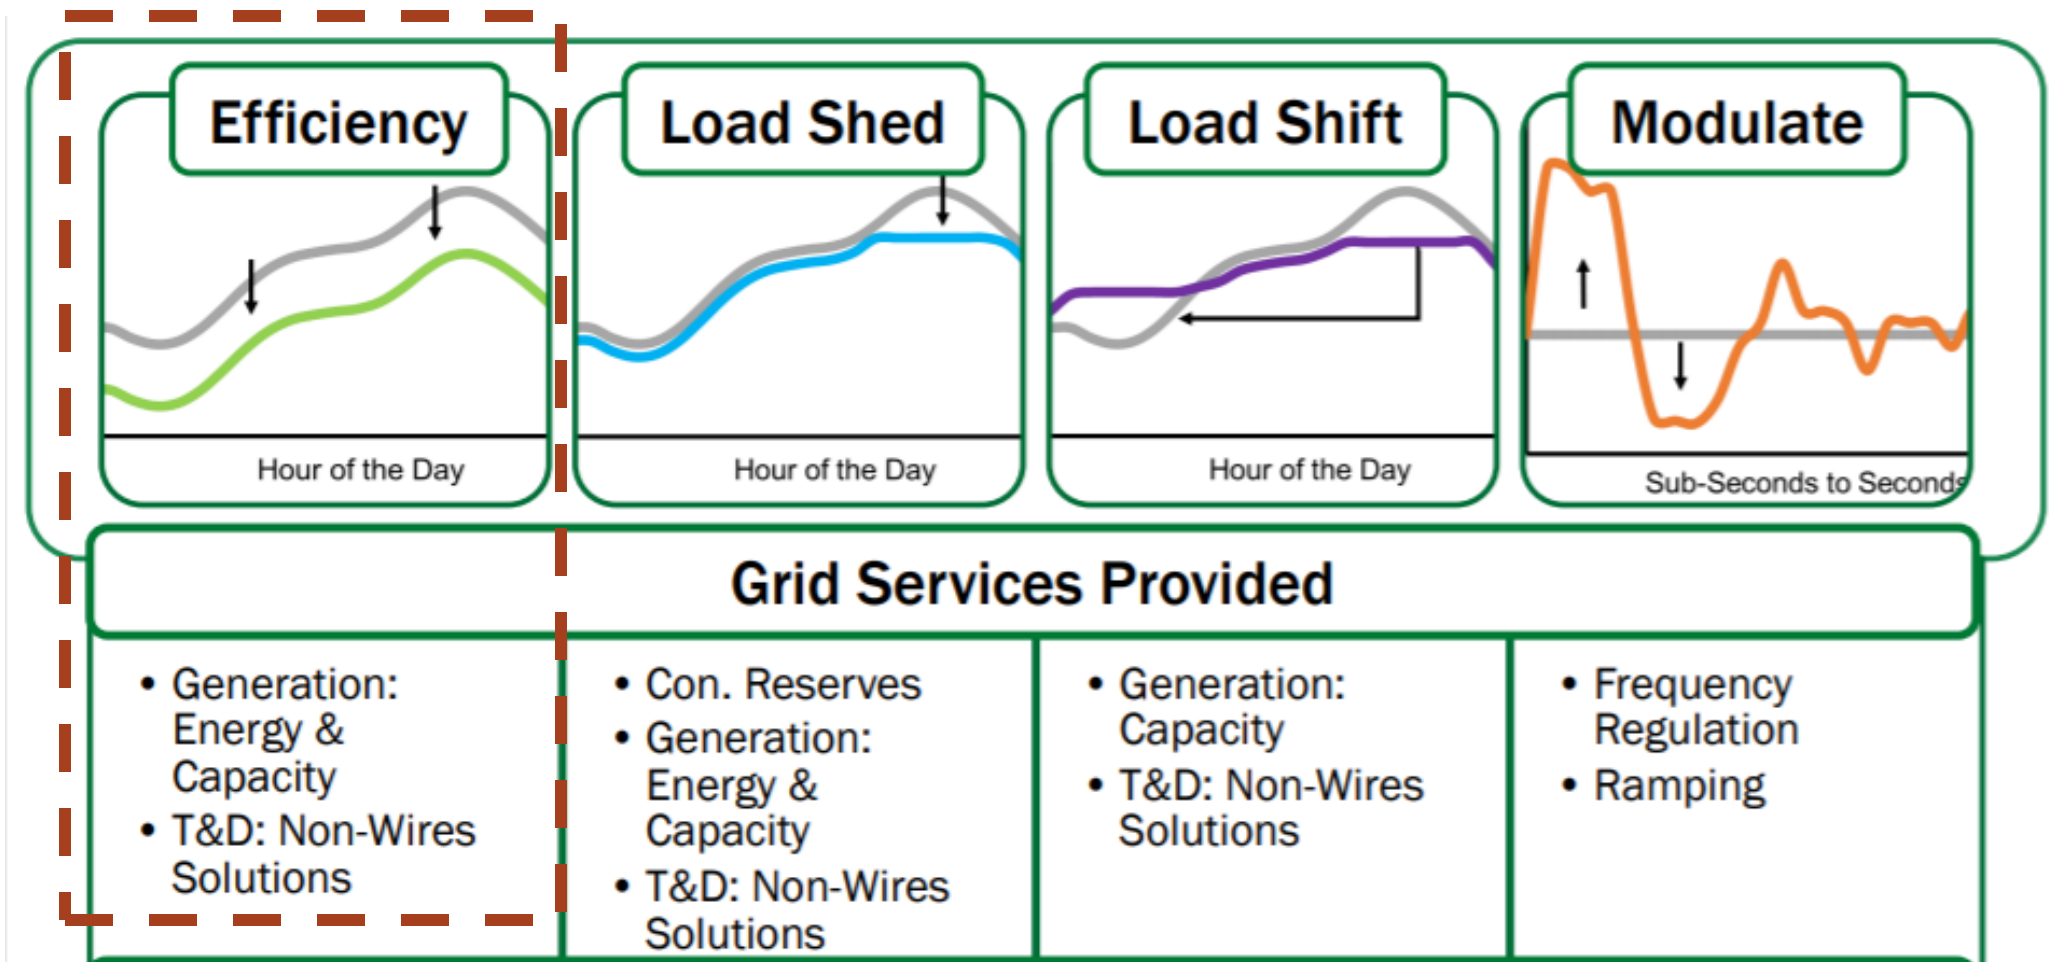 Efficiency
Load Shed
Load Shift
Modulate
Hour of the Day
Hour of the Day
Hour of the Day
Sub-Seconds to Seconds
Grid Services Provided
• Generation:
Energy &
Capacity
• T&D: Non-Wires
Solutions
• Con. Reserves
• Generation:
Energy &
Capacity
• T&D: Non-Wires
Solutions
• Generation:
Capacity
• T&D: Non-Wires
Solutions
• Frequency
Regulation
• Ramping